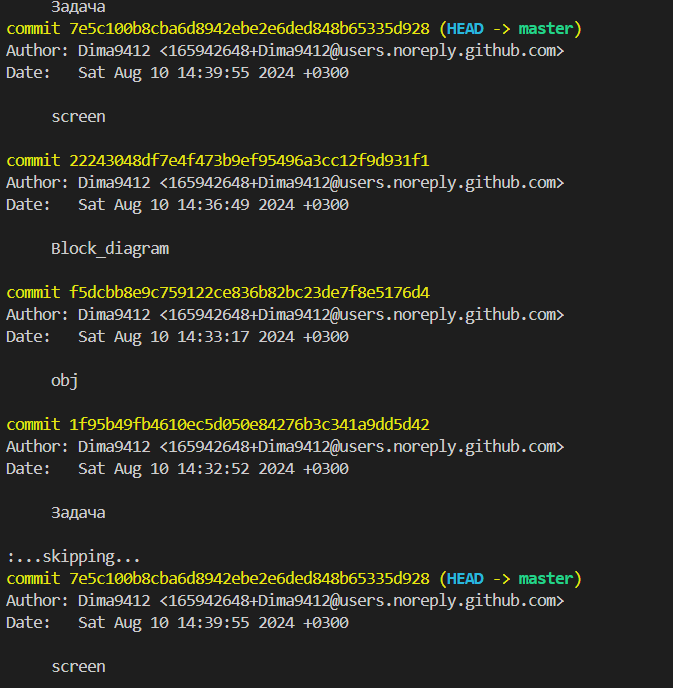 Задача
commit 7e5c100b8cba6d8942ebe2e6ded848b65335d928 (HEAD -> master)
Author: Dima9412 <165942648+Dima9412@users.noreply.github.com>
Date:   Sat Aug 10 14:39:55 2024 +0300
screen
commit 22243048df7e4f473b9ef95496a3cc12f9d931f1
Author: Dima9412 <165942648+Dima9412@users.noreply.github.com>
Date:   Sat Aug 10 14:36:49 2024 +0300
Block_diagram
commit f5dcbb8e9c759122ce836b82bc23de7f8e5176d4
Author: Dima9412 <165942648+Dima9412@users.noreply.github.com>
Date:   Sat Aug 10 14:33:17 2024 +0300
obj
commit 1f95b49fb4610ec5d050e84276b3c341a9dd5d42
Author: Dima9412 <165942648+Dima9412@users.noreply.github.com>
Date:   Sat Aug 10 14:32:52 2024 +0300
Задача
:...skipping...
commit 7e5c100b8cba6d8942ebe2e6ded848b65335d928 (HEAD -> master)
Author: Dima9412 <165942648+Dima9412@users.noreply.github.com>
Date:   Sat Aug 10 14:39:55 2024 +0300
screen